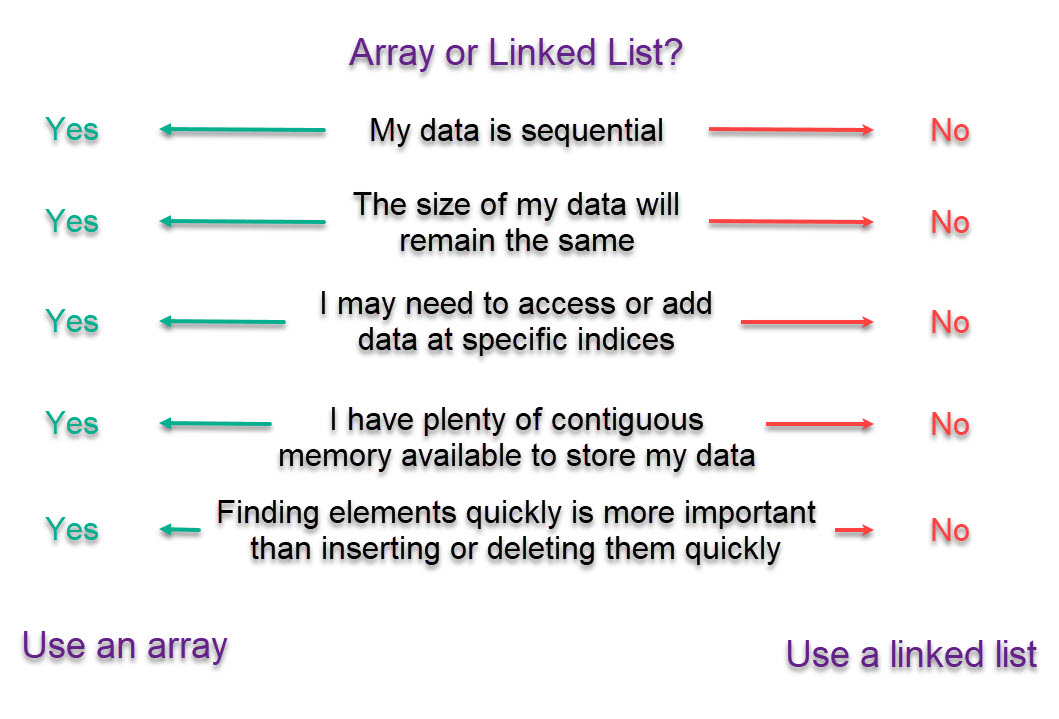 Array or Linked List?
Yes My data is sequential No
Yes The size of my data will No
remain the same
Yes I may need to access or add No
data at specific indices
Yes I have plenty of contiguous No
memory available to store my data
Yes Finding elements quickly is more important No
than inserting or deleting them quickly
Use an array Use a linked list